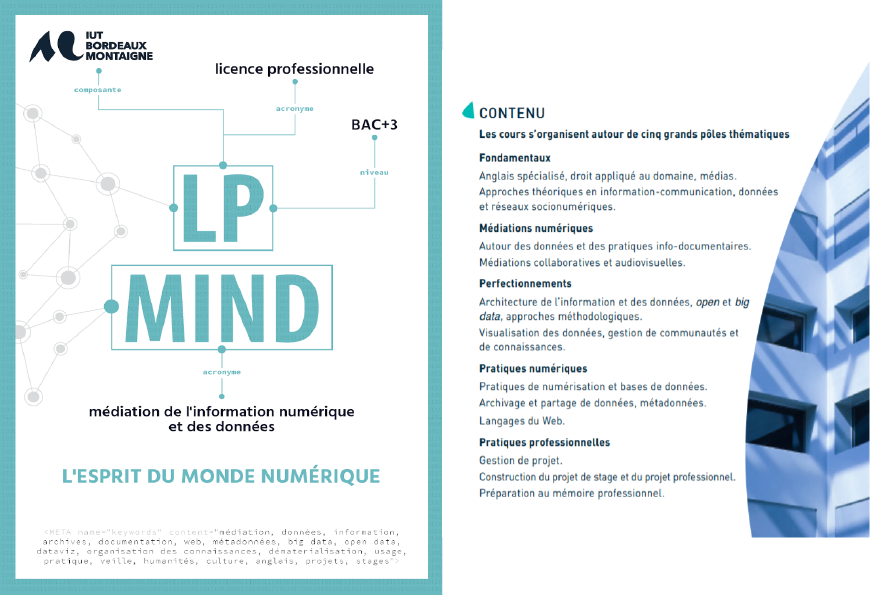 IUT
BORDEAUX
MONTAIGNE
licence professionnelle
composante
acronyme
BAC+3
niveau
LP
MIND
acronyme
médiation de l'information numérique
et des données
L'ESPRIT DU MONDE NUMÉRIQUE
<META name="keywords" content="médiation, données, information,
archives, documentation, web, métadonnées, big data, open data,
dataviz, organisation des connaissances, dématerialisation, usage,
pratique, veille, humanités, culture, anglais, projets, stages">
CONTENU
Les cours s'organisent autour de cinq grands pôles thématiques
Fondamentaux
Anglais spécialisé, droit appliqué au domaine, médias.
Approches théoriques en information-communication, données
et réseaux socionumériques.
Médiations numériques
Autour des données et des pratiques info-documentaires.
Médiations collaboratives et audiovisuelles.
Perfectionnements
Architecture de l'information et des données, open et big
data, approches méthodologiques.
Visualisation des données, gestion de communautés et
de connaissances.
Pratiques numériques
Pratiques de numérisation et bases de données.
Archivage et partage de données, métadonnées.
Langages du Web.
Pratiques professionnelles
Gestion de projet.
Construction du projet de stage et du projet professionnel.
Préparation au mémoire professionnel.